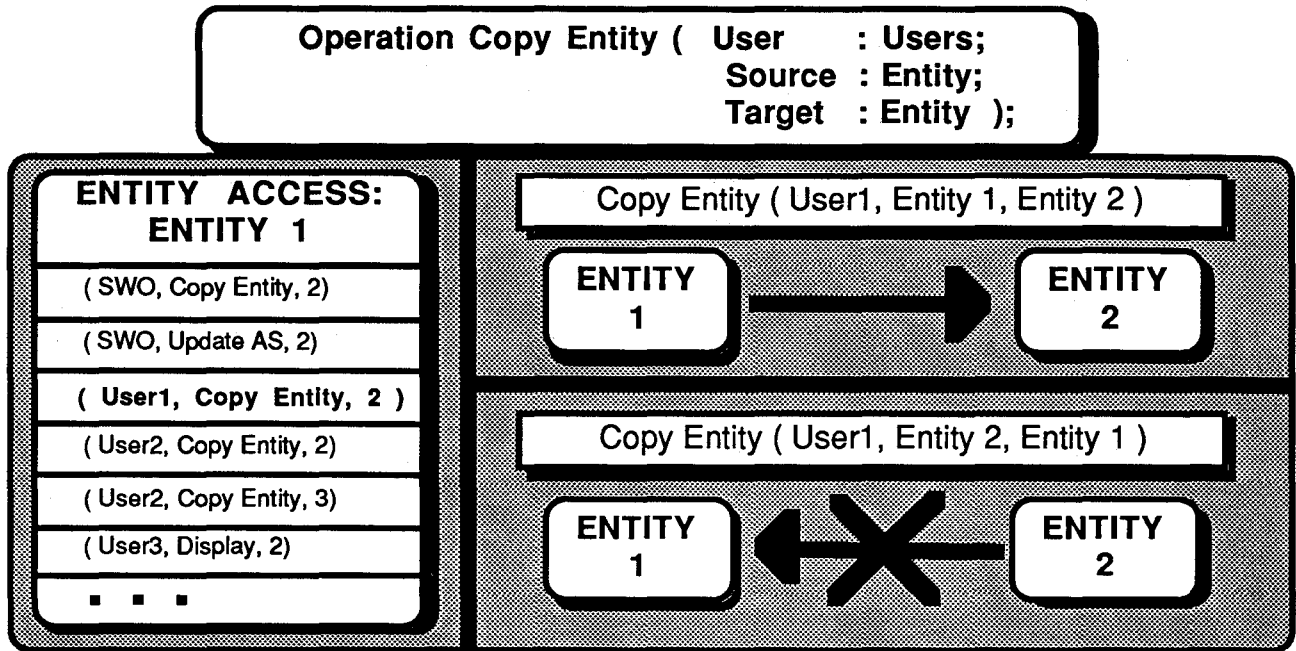 Operation Copy Entity ( User : Users;
Source : Entity;
Target : Entity );
ENTITY ACCESS:
ENTITY 1
( SWO, Copy Entity, 2)
( SWO, Update AS, 2)
( User1, Copy Entity, 2 )
( User2, Copy Entity, 2)
( User2, Copy Entity, 3)
( User3, Display, 2)
▪ ▪ ▪
Copy Entity ( User1, Entity 1, Entity 2 )
ENTITY
1
ENTITY
2
Copy Entity ( User1, Entity 2, Entity 1 )
ENTITY
1
ENTITY
2